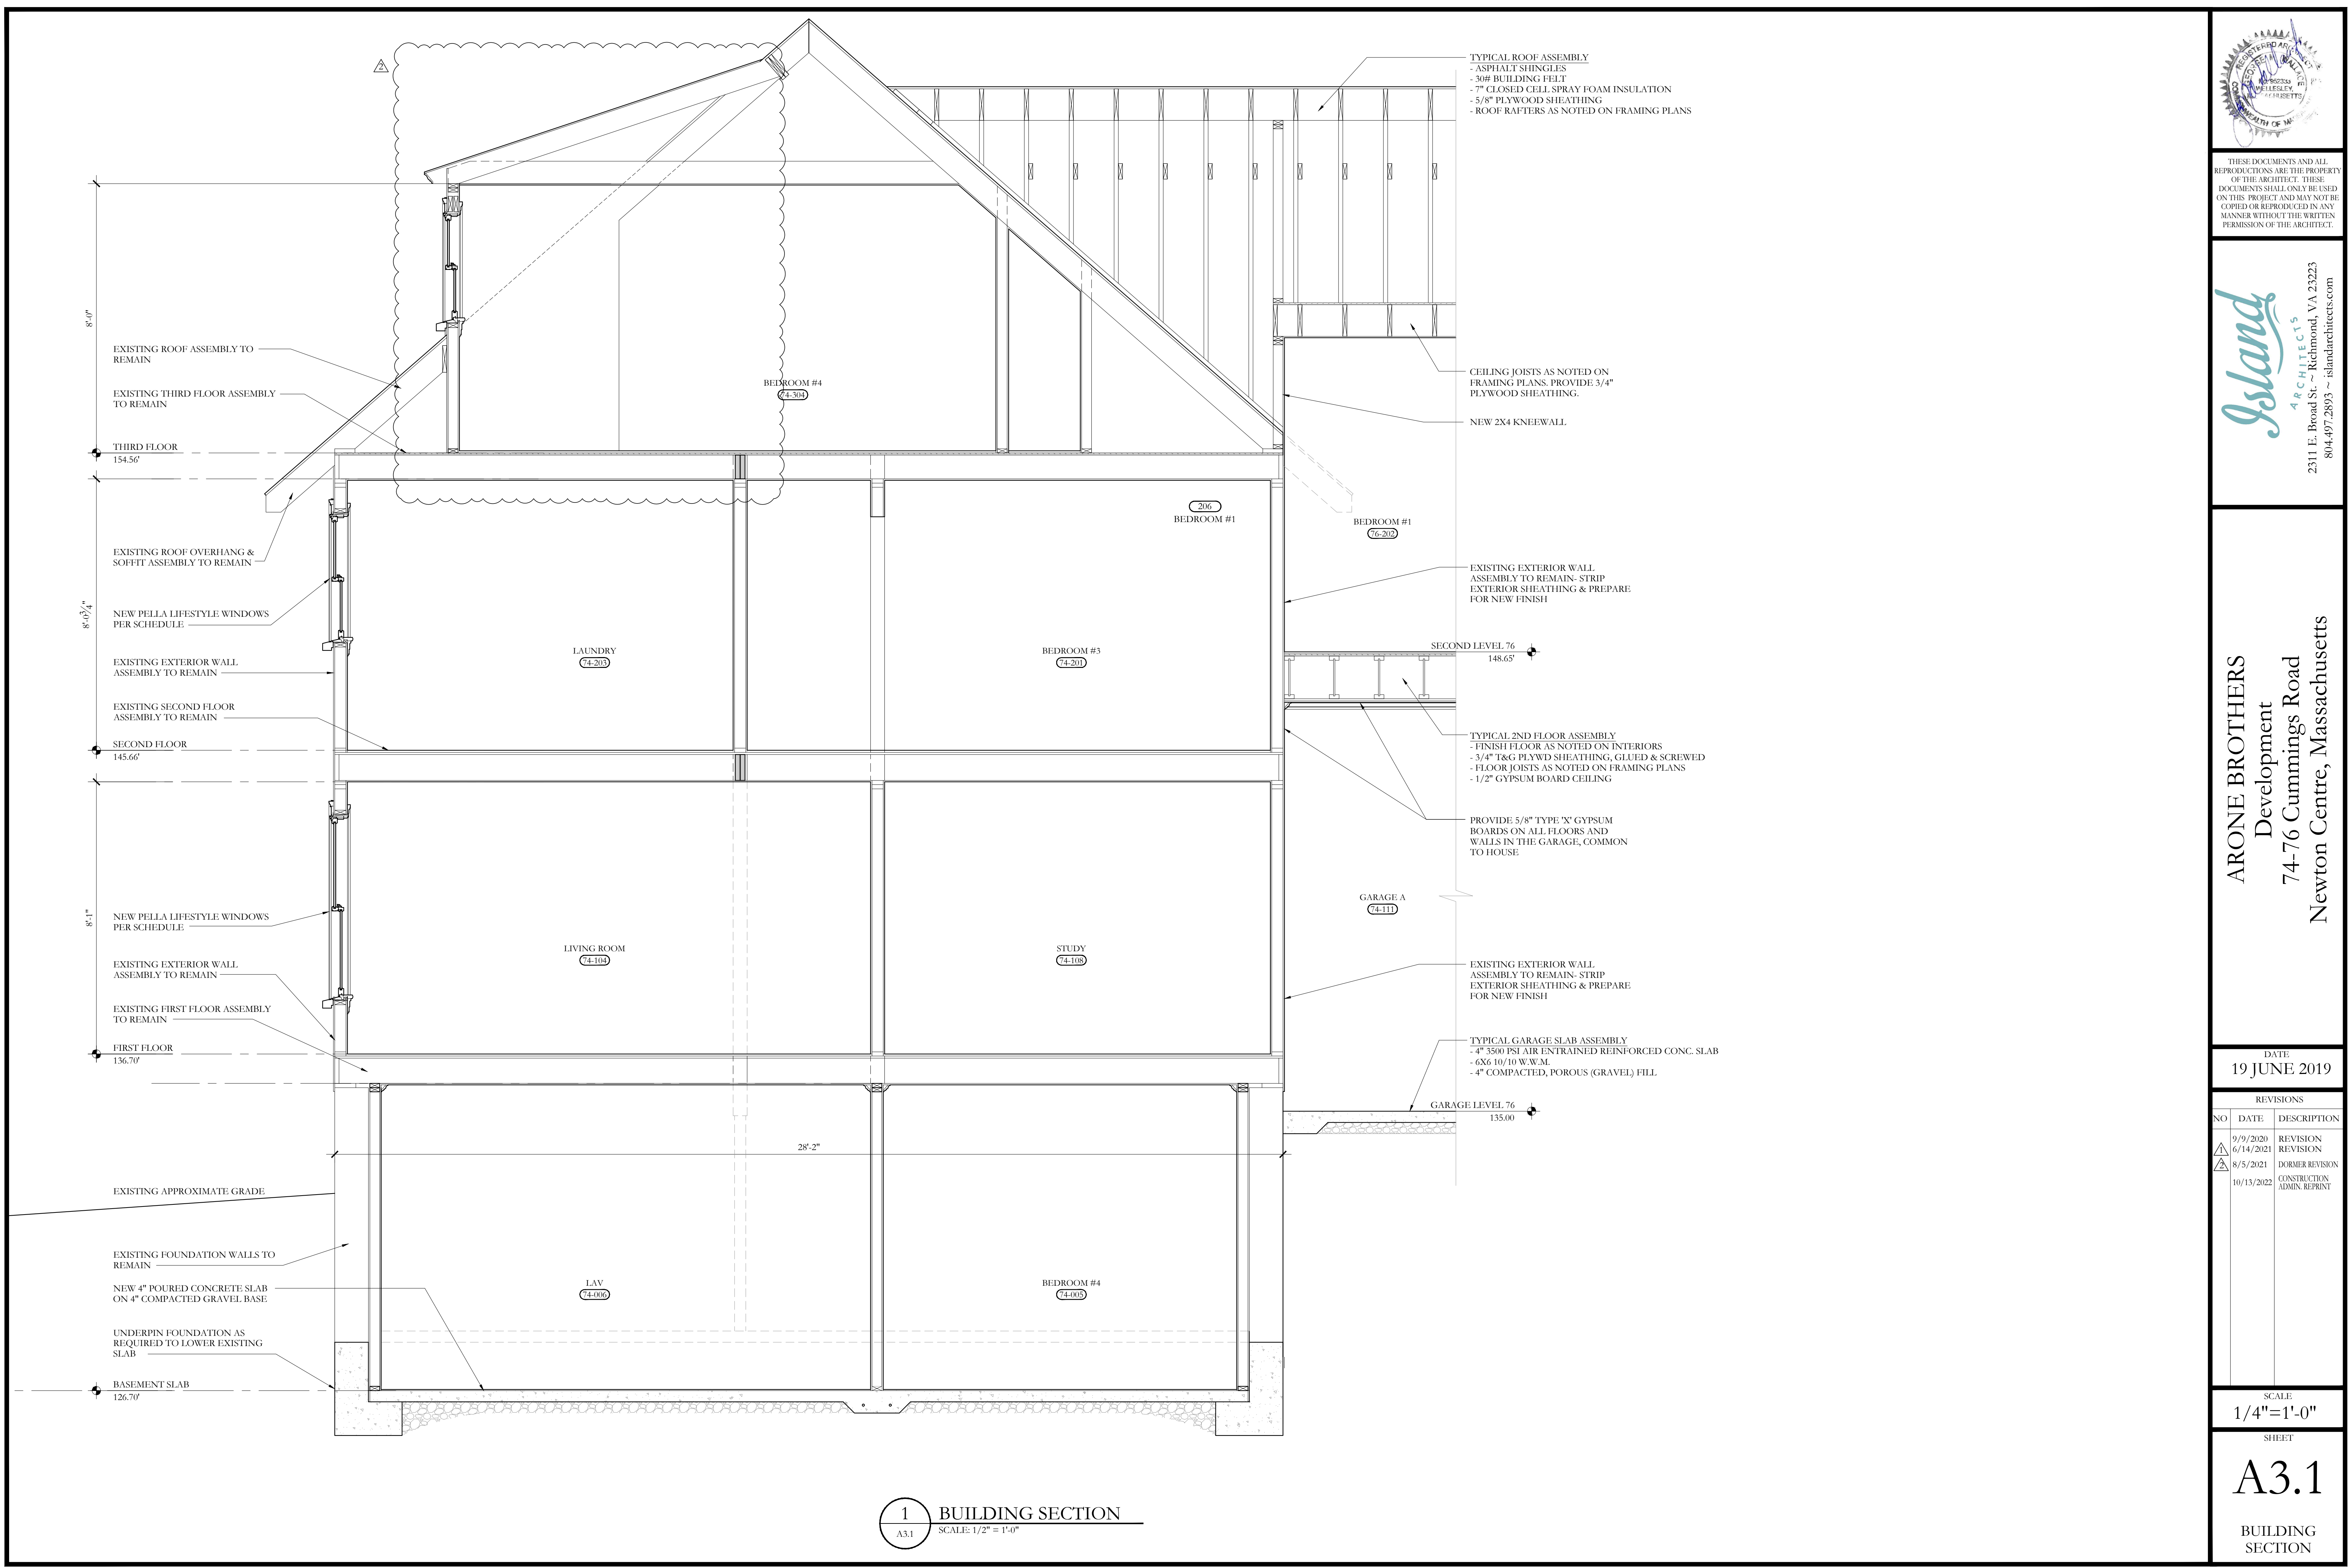 2
TYPICAL ROOF ASSEMBLY
- ASPHALT SHINGLES
- 30# BUILDING FELT
- 7" CLOSED CELL SPRAY FOAM INSULATION
- 5/8" PLYWOOD SHEATHING
- ROOF RAFTERS AS NOTED ON FRAMING PLANS
8'-0"
EXISTING ROOF ASSEMBLY TO
REMAIN
EXISTING THIRD FLOOR ASSEMBLY
TO REMAIN
THIRD FLOOR
154.56'
BEDROOM #4
74-304
CEILING JOISTS AS NOTED ON
FRAMING PLANS. PROVIDE 3/4"
PLYWOOD SHEATHING.
NEW 2X4 KNEEWALL
206
BEDROOM #1
BEDROOM #1
76-202
EXISTING ROOF OVERHANG &
SOFFIT ASSEMBLY TO REMAIN
NEW PELLA LIFESTYLE WINDOWS
PER SCHEDULE
8'-0 3/4"
EXISTING EXTERIOR WALL
ASSEMBLY TO REMAIN
EXISTING SECOND FLOOR
ASSEMBLY TO REMAIN
SECOND FLOOR
145.66'
LAUNDRY
74-203
BEDROOM #3
74-201
EXISTING EXTERIOR WALL
ASSEMBLY TO REMAIN- STRIP
EXTERIOR SHEATHING & PREPARE
FOR NEW FINISH
SECOND LEVEL 76
148.65'
TYPICAL 2ND FLOOR ASSEMBLY
- FINISH FLOOR AS NOTED ON INTERIORS
- 3/4" T&G PLYWD SHEATHING, GLUED & SCREWED
- FLOOR JOISTS AS NOTED ON FRAMING PLANS
- 1/2" GYPSUM BOARD CEILING
PROVIDE 5/8" TYPE 'X' GYPSUM
BOARDS ON ALL FLOORS AND
WALLS IN THE GARAGE, COMMON
TO HOUSE
GARAGE A
74-111
8'-1"
NEW PELLA LIFESTYLE WINDOWS
PER SCHEDULE
EXISTING EXTERIOR WALL
ASSEMBLY TO REMAIN
EXISTING FIRST FLOOR ASSEMBLY
TO REMAIN
FIRST FLOOR
136.70'
LIVING ROOM
74-104
STUDY
74-108
EXISTING EXTERIOR WALL
ASSEMBLY TO REMAIN- STRIP
EXTERIOR SHEATHING & PREPARE
FOR NEW FINISH
TYPICAL GARAGE SLAB ASSEMBLY
- 4" 3500 PSI AIR ENTRAINED REINFORCED CONC. SLAB
- 6X6 10/10 W.W.M.
- 4" COMPACTED, POROUS (GRAVEL) FILL
GARAGE LEVEL 76
135.00
28'-2"
EXISTING APPROXIMATE GRADE
EXISTING FOUNDATION WALLS TO
REMAIN
NEW 4" POURED CONCRETE SLAB
ON 4" COMPACTED GRAVEL BASE
UNDERPIN FOUNDATION AS
REQUIRED TO LOWER EXISTING
SLAB
BASEMENT SLAB
126.70'
LAV
74-006
BEDROOM #4
74-005
1
A3.1
BUILDING SECTION
SCALE: 1/2" = 1'-0"
REGISTERED
WELLESLEY,
THESE DOCUMENTS AND ALL
REPRODUCTIONS ARE THE PROPERTY
OF THE ARCHITECT. THESE
DOCUMENTS SHALL ONLY BE USED
ON THIS PROJECT AND MAY NOT BE
COPIED OR REPRODUCED IN ANY
MANNER WITHOUT THE WRITTEN
PERMISSION OF THE ARCHITECT.
Island
ARCHITECTS
2311 E. Broad St. ~ Richmond, VA 23223
804.497.2893 ~ islandarchitects.com
ARONE BROTHERS
Development
74-76 Cummings Road
Newton Centre, Massachusetts
DATE
19 JUNE 2019
REVISIONS
NO DATE DESCRIPTION
9/9/2020 REVISION
1 6/14/2021 REVISION
2 8/5/2021 DORMER REVISION
10/13/2022 CONSTRUCTION
ADMIN. REPRINT
SCALE
1/4"=1'-0"
SHEET
A3.1
BUILDING
SECTION